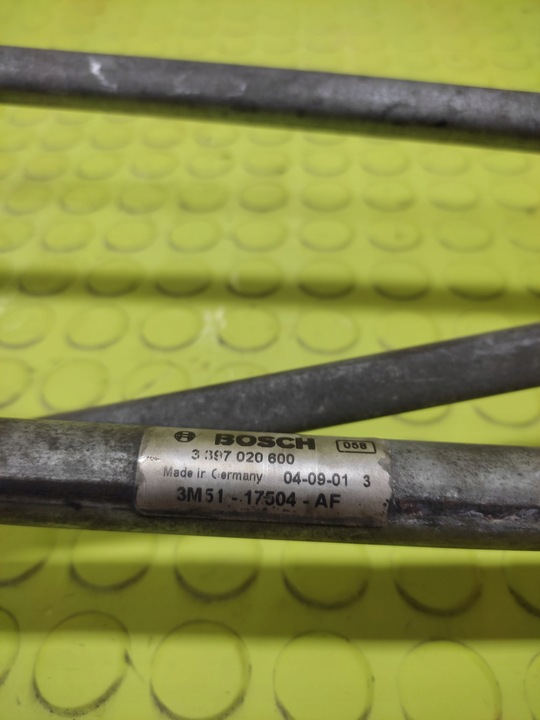 BOSCH 058
3 397 020 600
Made in Germany 04-09-01 3
3M51-17504-AF